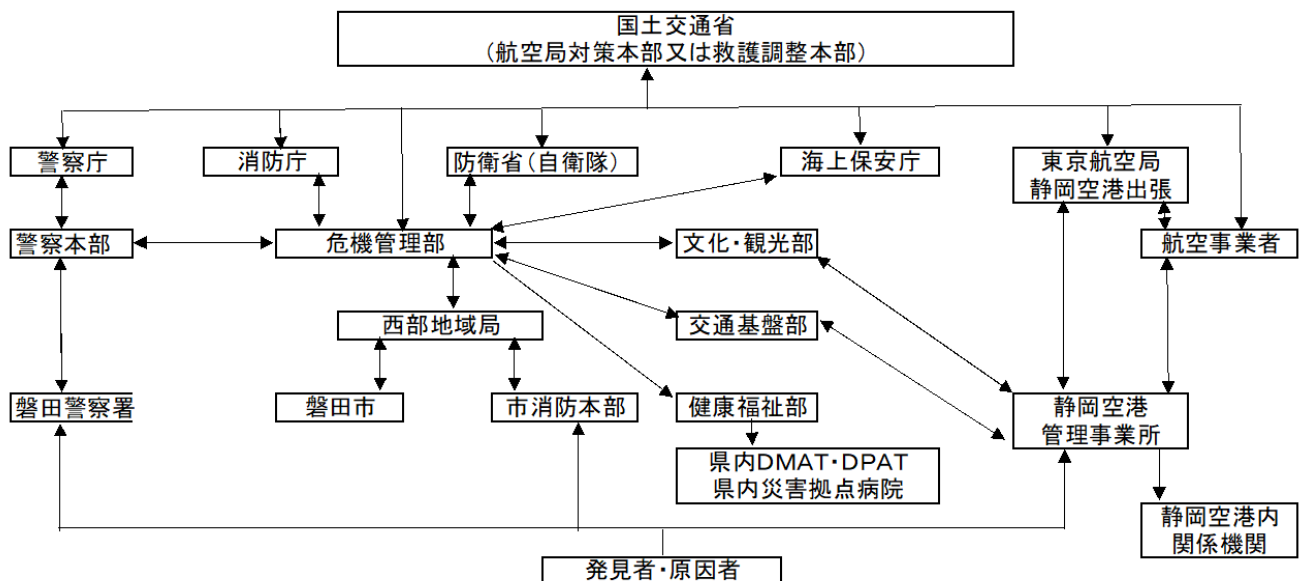 国土交通省
（航空局対策本部又は救護調整本部）
警察庁
消防庁
防衛省（自衛隊）
海上保安庁
東京航空局
静岡空港出張
警察本部
危機管理部
文化・観光部
航空事業者
西部地域局
交通基盤部
磐田警察署
磐田市
市消防本部
健康福祉部
静岡空港
管理事業所
県内DMAT・DPAT
県内災害拠点病院
静岡空港内
関係機関
発見者・原因者